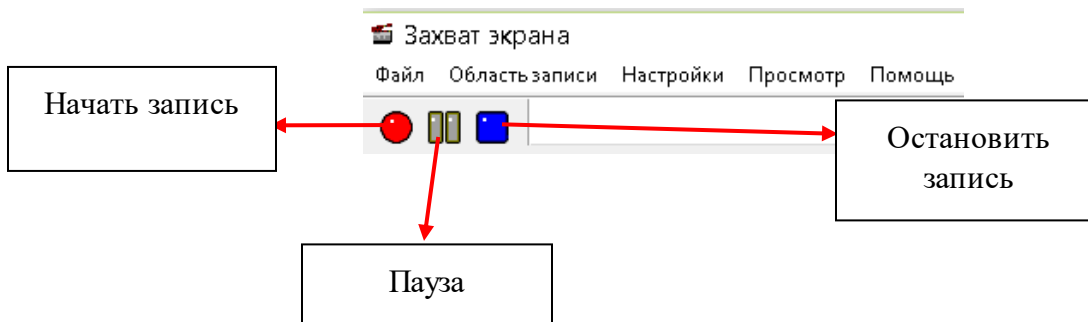 Захват экрана
Файл Область записи Настройки Просмотр Помощь
Начать запись
Остановить
запись
Пауза